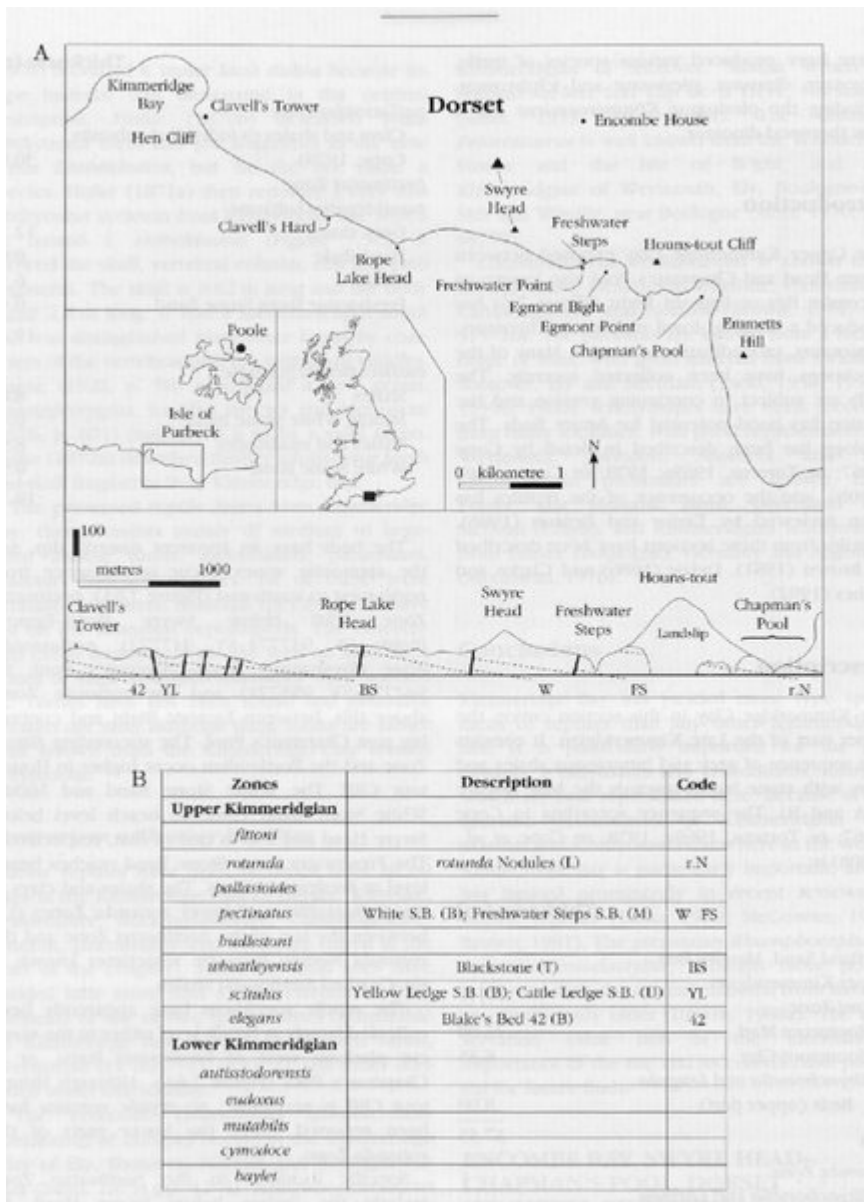 A
Kimmeridge
Bay
Clavell's Tower
Hen Cliff
Dorset
Encombe House
Swyre
Head
Clavell's Hard
Freshwater
Steps
Houns-tout Cliff
Rope
Lake Head
Freshwater Point
Egmont Bight
Egmont Point
Chapman's Pool
Emmetts
Hill
Poole
Isle of
Purbeck
N
0 kilometre 1
100
metres 1000
Clavell's
Tower
Rope Lake
Head
Swyre
Head
Freshwater
Steps
Houns-tout
Landslip
Chapman's
Pool
42 YL BS W FS r.N
B
Zones Description Code
Upper Kimmeridgian
fittoni
rotunda rotunda Nodules (L) r.N
pallasioides
pectinatus White S.B. (B); Freshwater Steps S.B. (M) W FS
hudlestoni
wheatleyensis Blackstone (T) BS
scitulus Yellow Ledge S.B. (B); Cattle Ledge S.B. (U) YL
elegans Blake's Bed 42 (B) 42
Lower Kimmeridgian
autissiodorensis
eudoxus
mutabilis
cymodoce
baylei